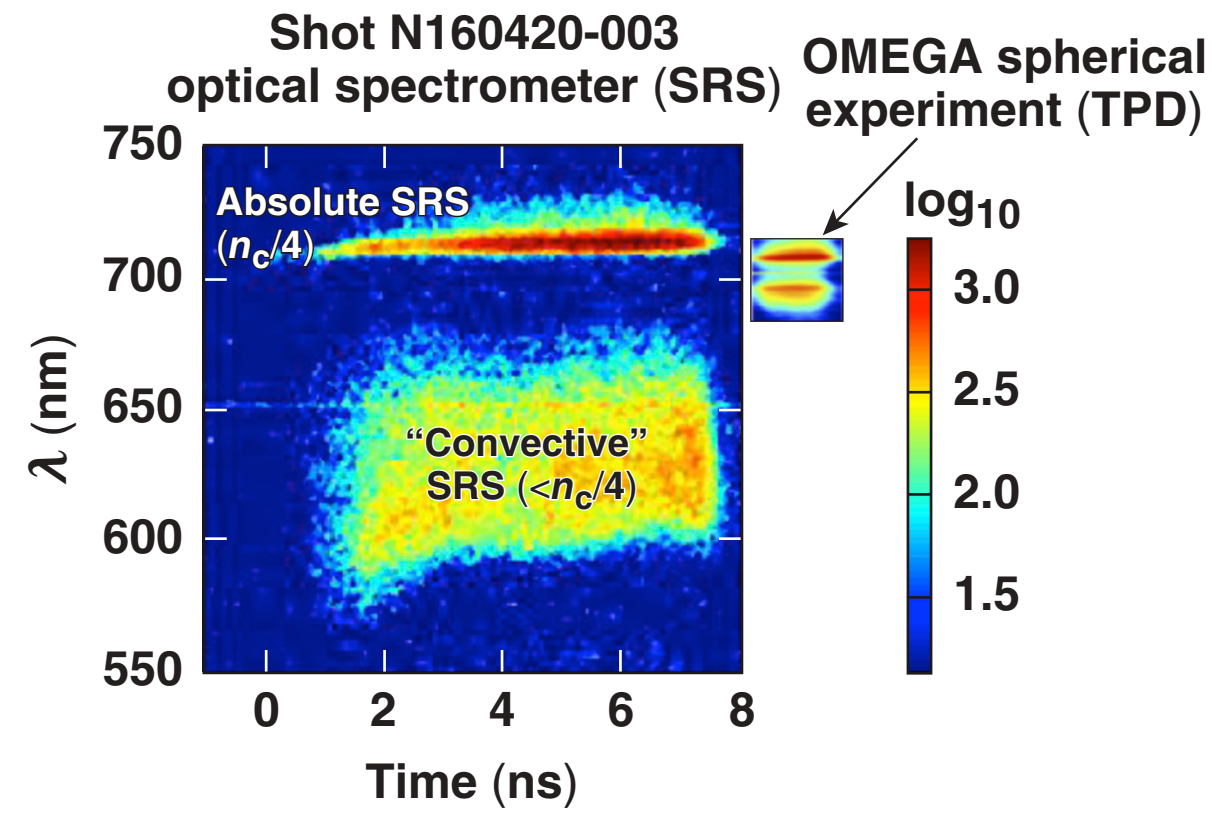 Shot N160420-003
optical spectrometer (SRS)
OMEGA spherical
experiment (TPD)
750
700
650
600
550
λ (nm)
Absolute SRS
(nc/4)
“Convective”
SRS (<nc/4)
0 2 4 6 8
Time (ns)
log10
3.0
2.5
2.0
1.5